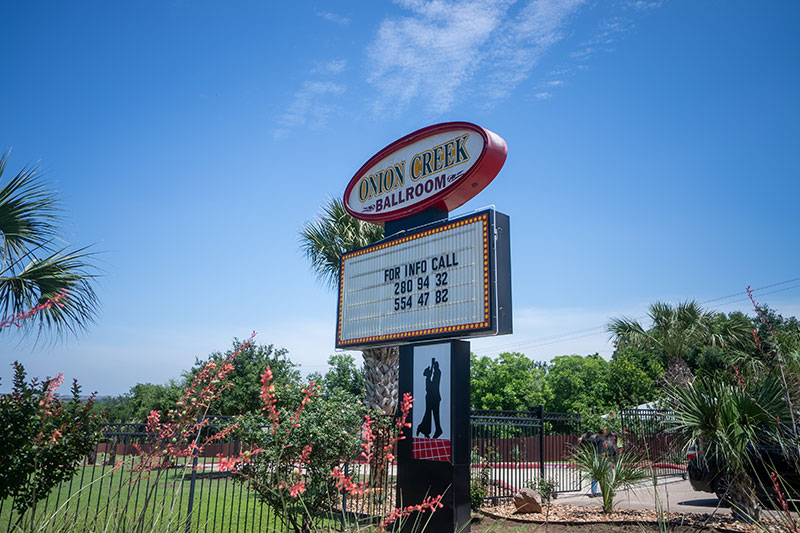 ONION CREEK
BALLROOM
FOR INFO CALL
280 94 32
554 47 82